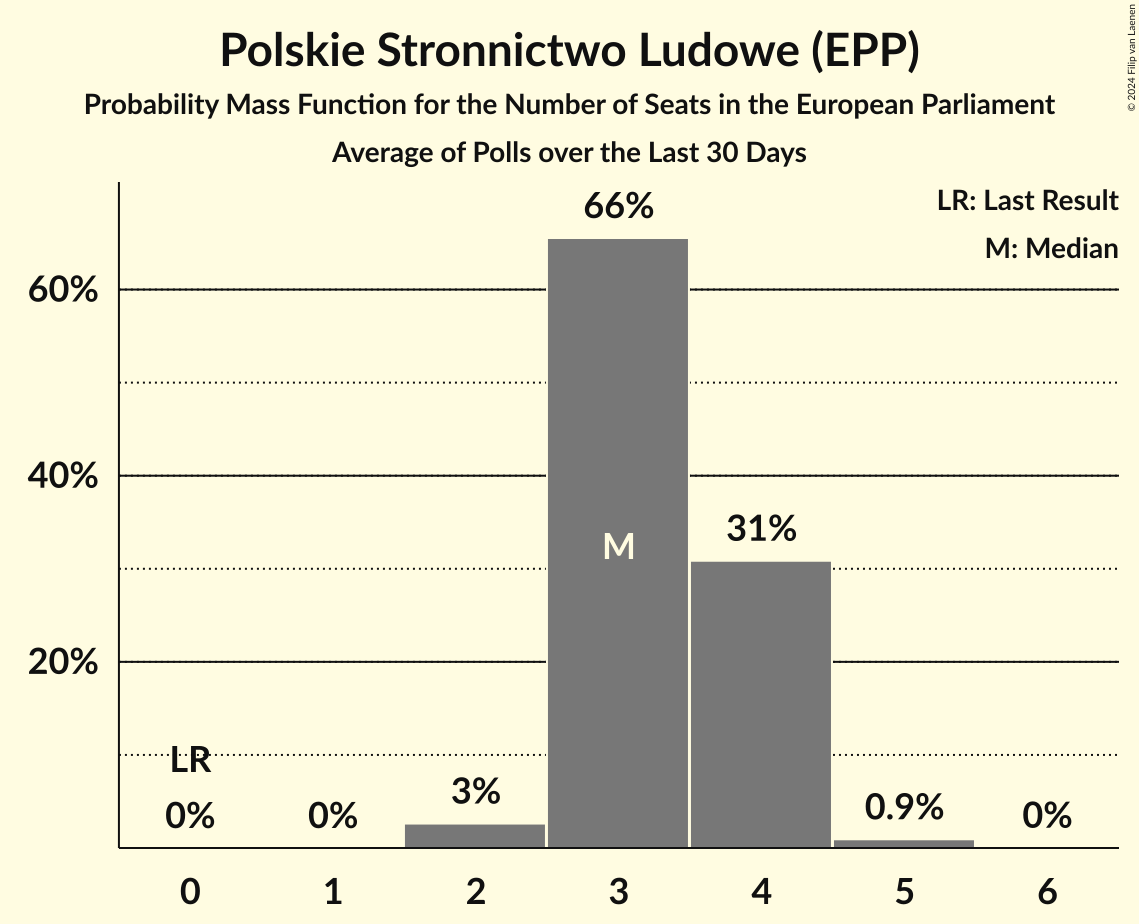 Polskie Stronnictwo Ludowe (EPP)
Probability Mass Function for the Number of Seats in the European Parliament
Average of Polls over the Last 30 Days
© 2024 Filip van Laenen
LR: Last Result
M: Median
66%
60%
40%
31%
M
20%
LR
0%
0%
3%
0.9%
0%
0
1
2
3
4
5
6